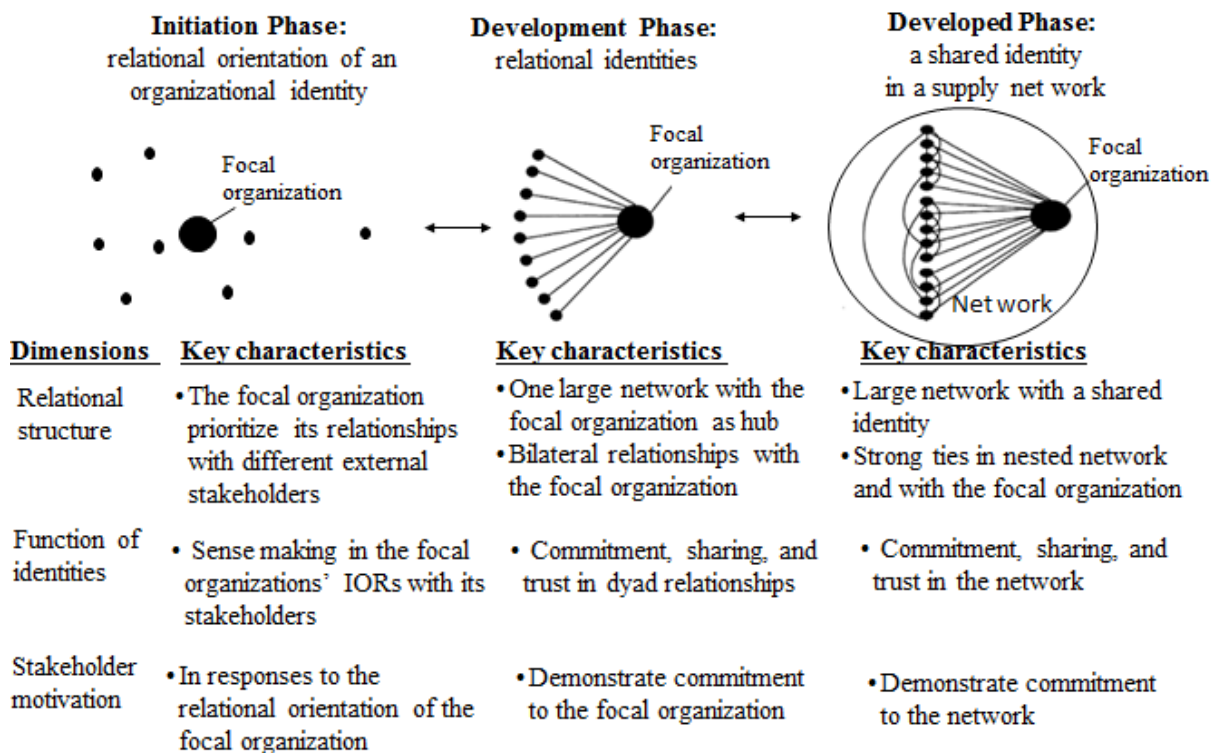 Initiation Phase:
relational orientation of an
organizational identity
Development Phase:
relational identities
Developed Phase:
a shared identity
in a supply net work
Focal
organization
Focal
organization
Focal
organization
Net work
Dimensions
Key characteristics
Key characteristics
Key characteristics
Relational
structure
•The focal organization
prioritize its relationships
with different external
stakeholders
•One large network with the
focal organization as hub
•Bilateral relationships with
the focal organization
•Large network with a shared
identity
•Strong ties in nested network
and with the focal organization
Function of
identities
• Sense making in the focal
organizations’ IORs with its
stakeholders
• Commitment, sharing, and
trust in dyad relationships
• Commitment, sharing, and
trust in the network
Stakeholder
motivation
•In responses to the
relational orientation of the
focal organization
•Demonstrate commitment
to the focal organization
•Demonstrate commitment
to the network